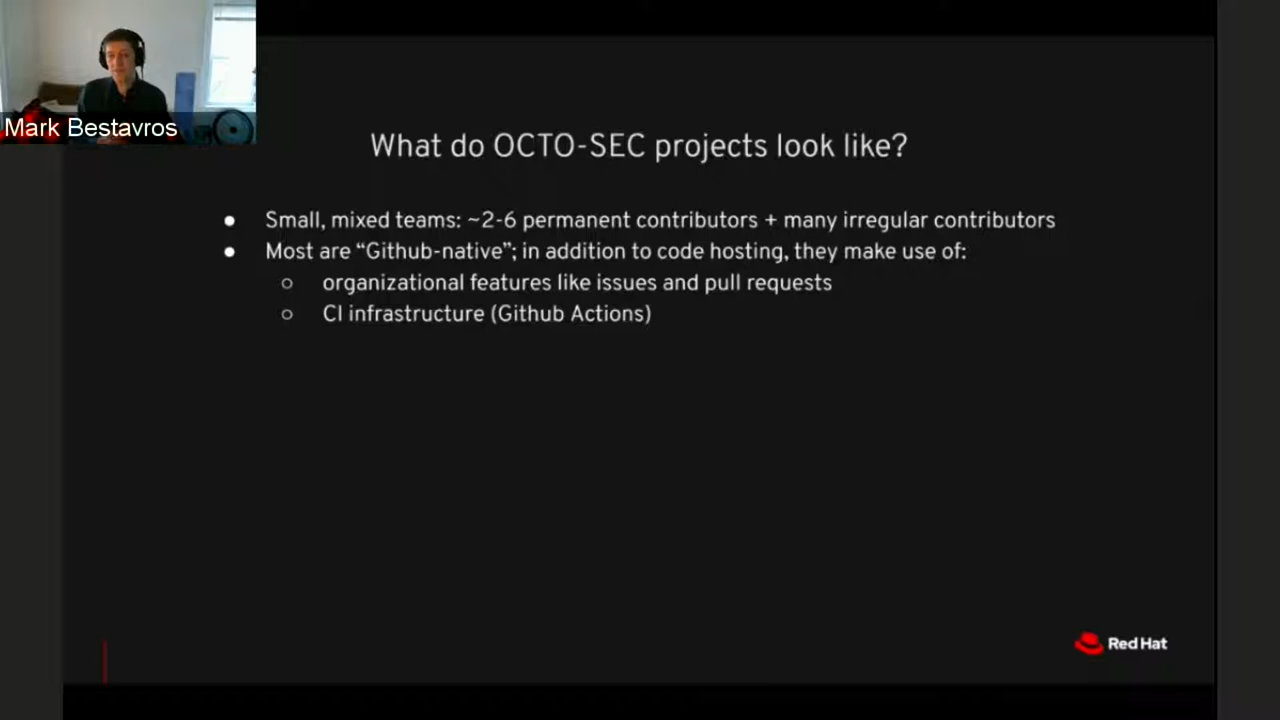 Mark Bestavros
What do OCTO-SEC projects look like?
● Small, mixed teams: ~2-6 permanent contributors + many irregular contributors
● Most are “Github-native”; in addition to code hosting, they make use of:
○ organizational features like issues and pull requests
○ CI infrastructure (Github Actions)
Red Hat